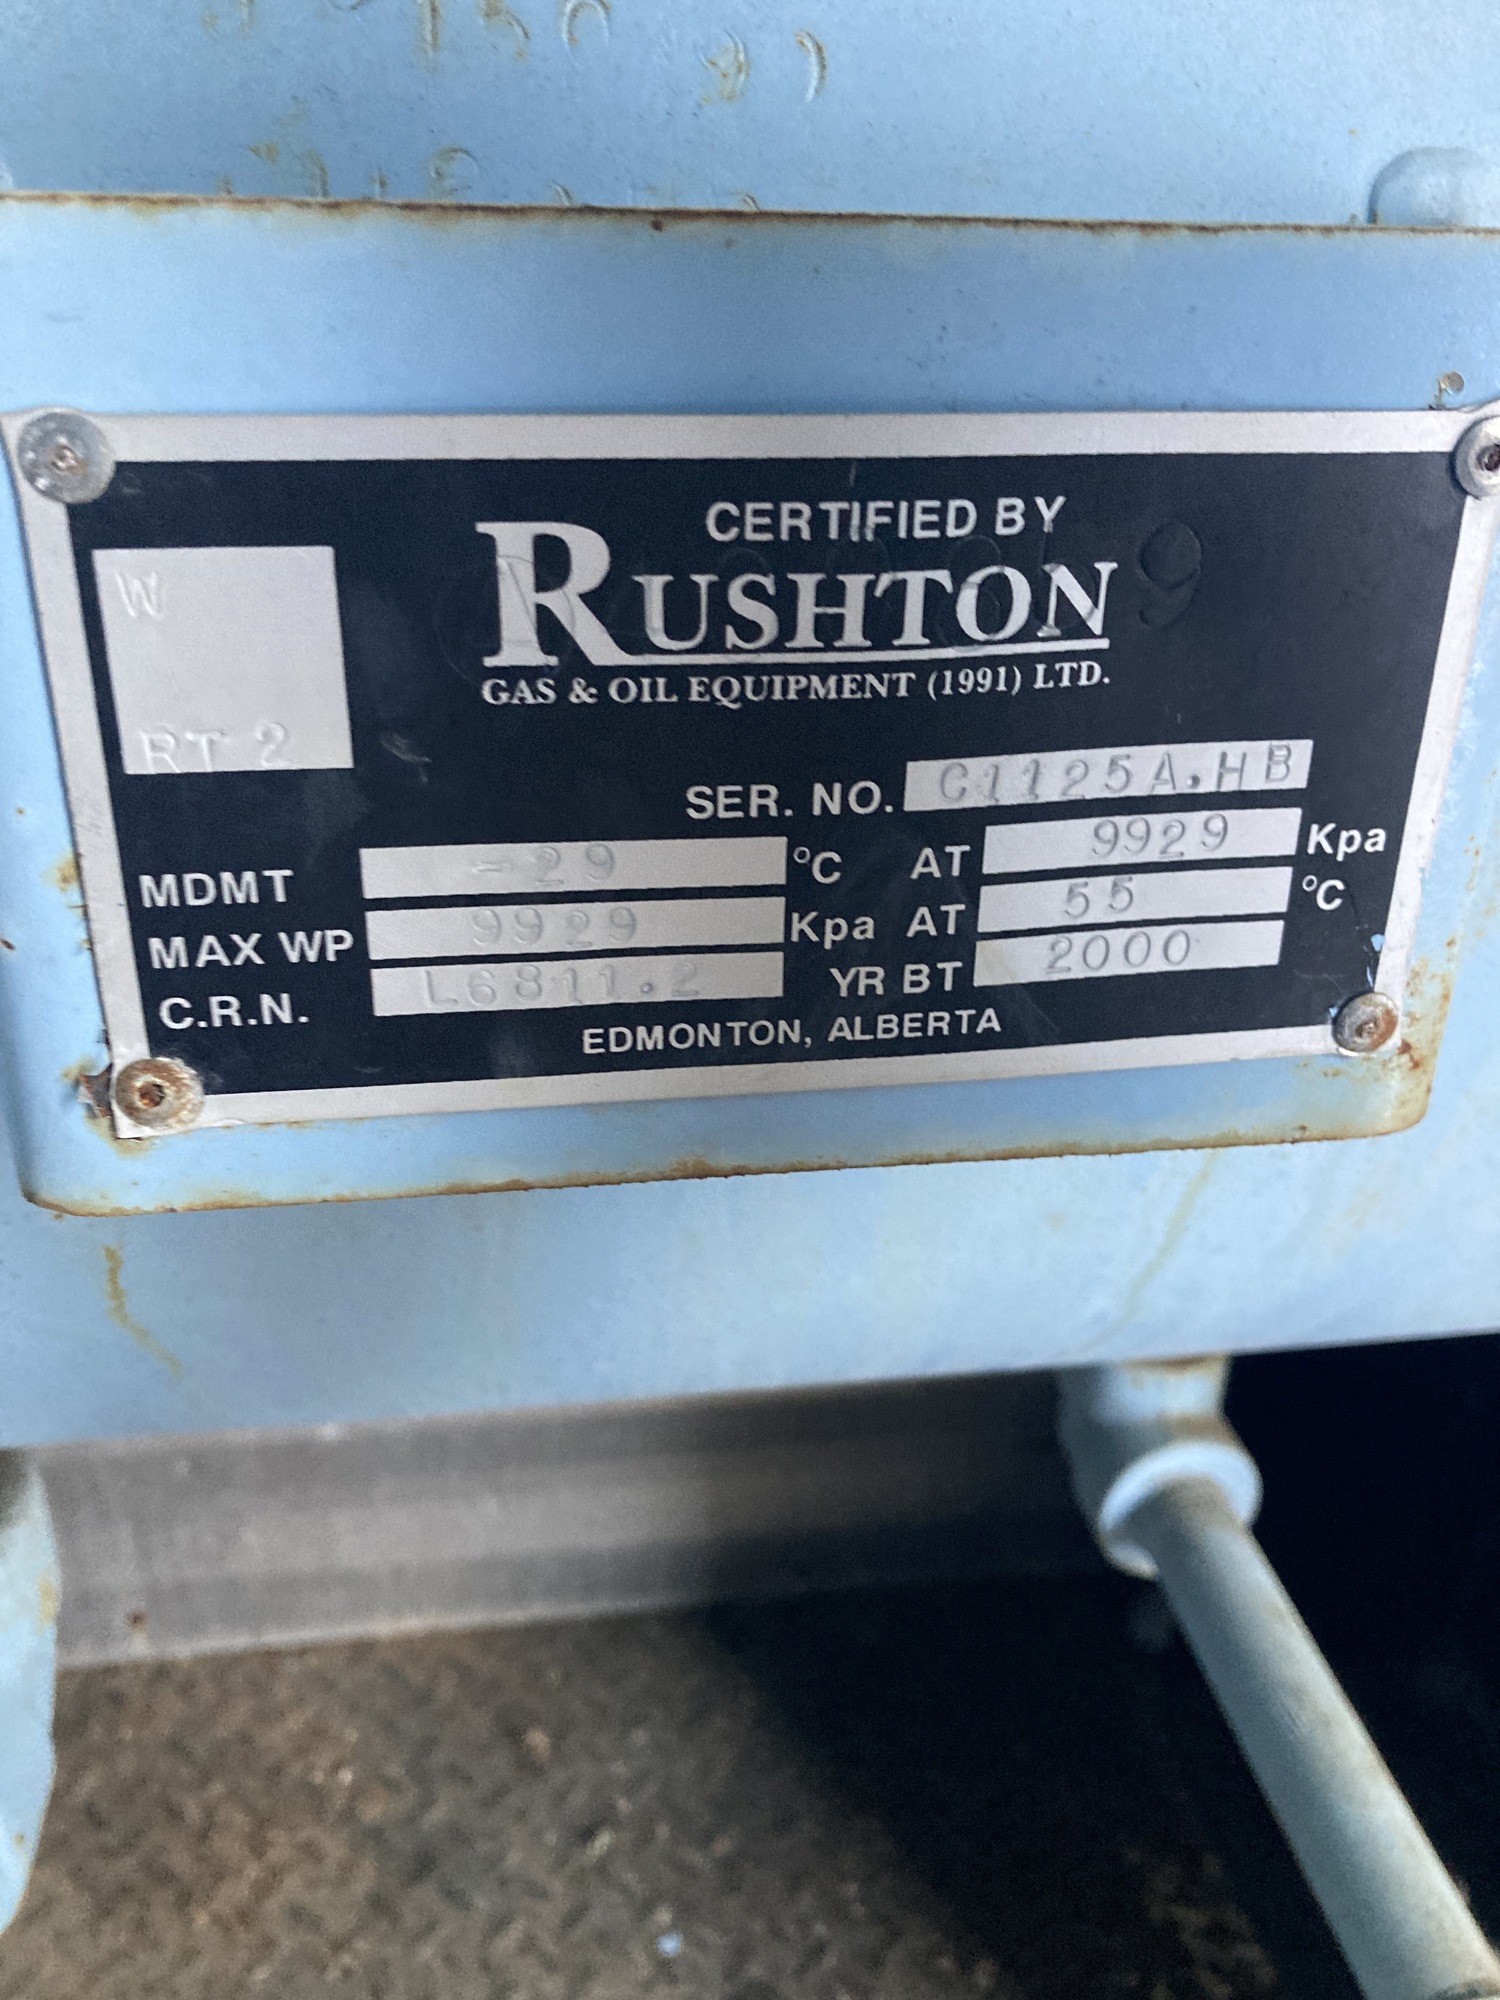 W
RT 2
CERTIFIED BY
RUSHTON
GAS & OIL EQUIPMENT (1991) LTD.
SER. NO. C1125A.HB
MDMT -29 °C AT 9929 Kpa
MAX WP 9929 Kpa AT 55 °C
C.R.N. L6811.2 YR BT 2000
EDMONTON, ALBERTA